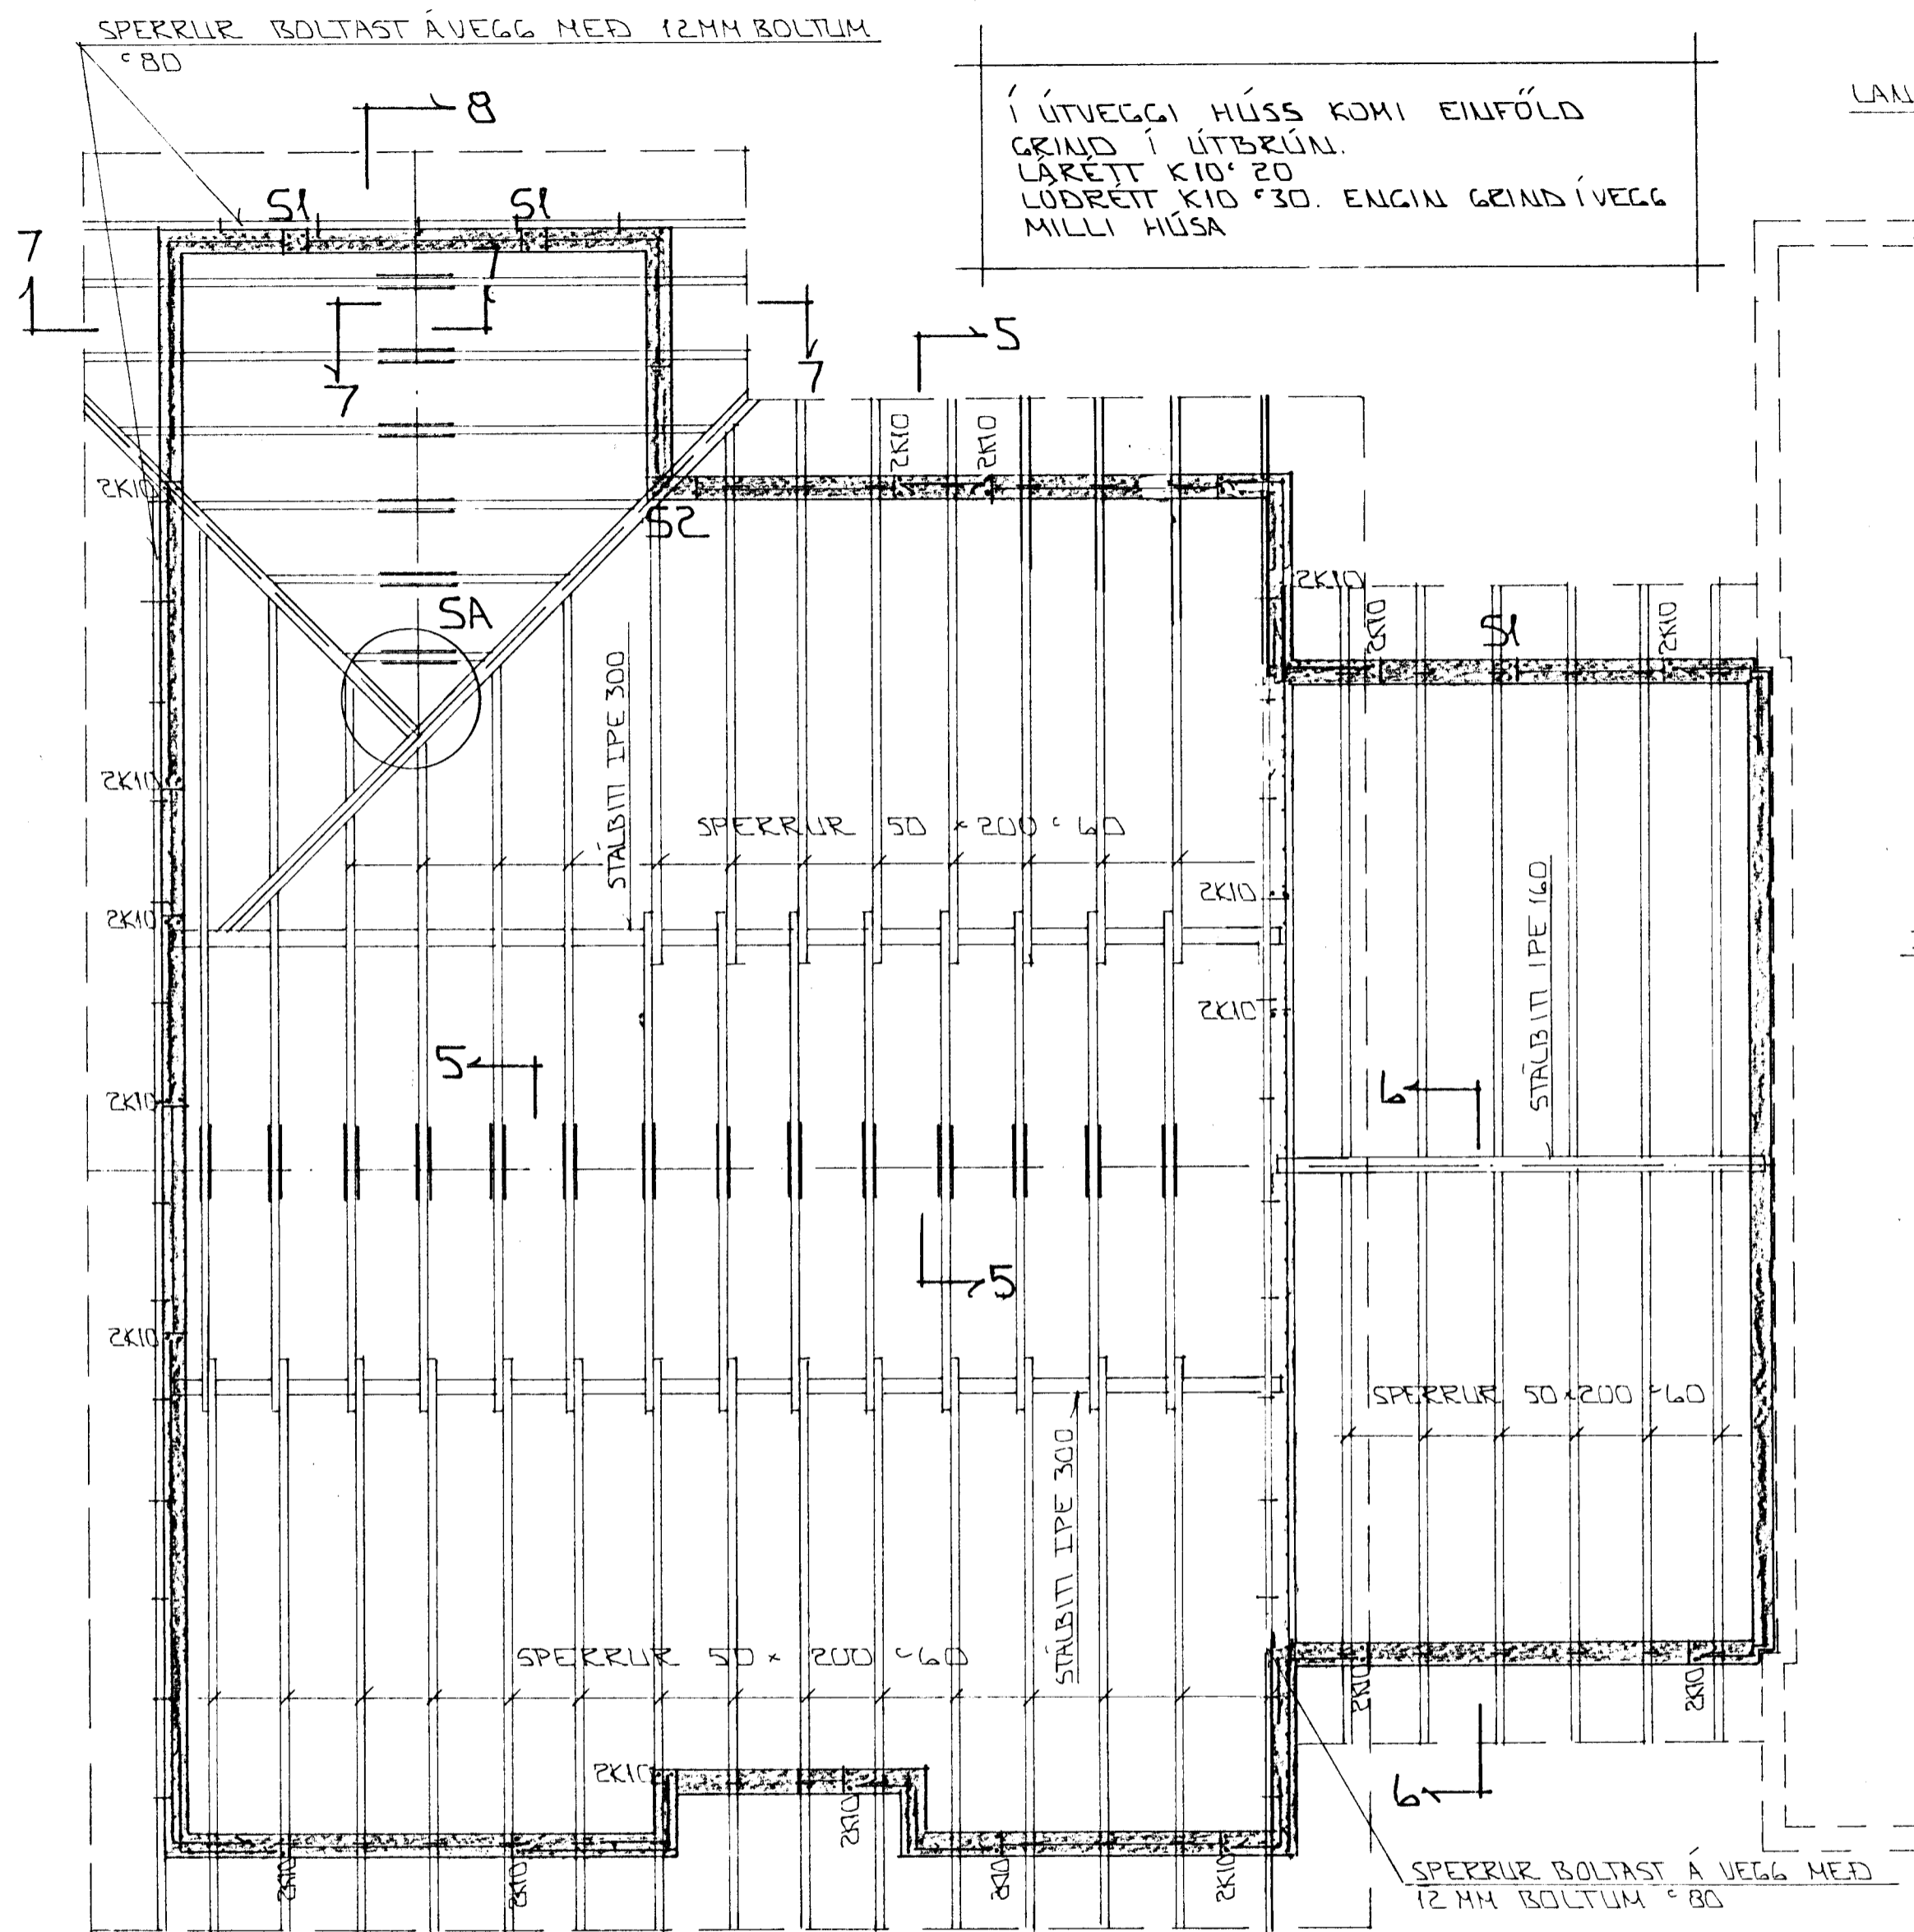 SPERRUR BOLTAST Á VEGG MEÐ 12MM BOLTUM
c 80
Í ÚTVEGGI HÚSS KOMI EINFÖLD
GRIND Í ÚTBRÚN.
LÁRÉTT K10 c 20
LÓÐRÉTT K10 c 30. ENGIN GRIND Í VEGG
MILLI HÚSA
8
S1
S1
7
1
1
7
7
5
2K10
2K10
2K10
S2
2K10
2K10
S1
2K10
SA
STÁLBITI IPE 300
2K10
SPERRUR 50 x 200 c 60
2K10
2K10
STÁLBITI IPE 160
2K10
5
6
2K10
5
2K10
SPERRUR 50 x 200 c 60
STÁLBITI IPE 300
SPERRUR 50 x 200 c 60
2K10
2K10
2K10
2K10
6
2K10
2K10
2K10
2K10
SPERRUR BOLTAST Á VEGG MEÐ
12 MM BOLTUM c 80